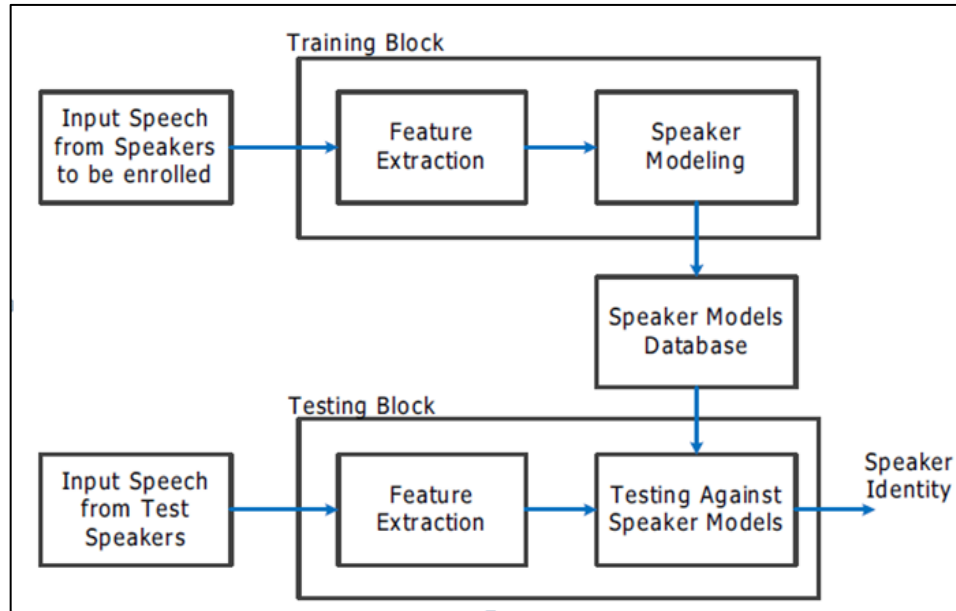 Training Block
Input Speech
from Speakers
to be enrolled
Feature
Extraction
Speaker
Modeling
Speaker Models
Database
Testing Block
Input Speech
from Test
Speakers
Feature
Extraction
Testing Against
Speaker Models
Speaker
Identity